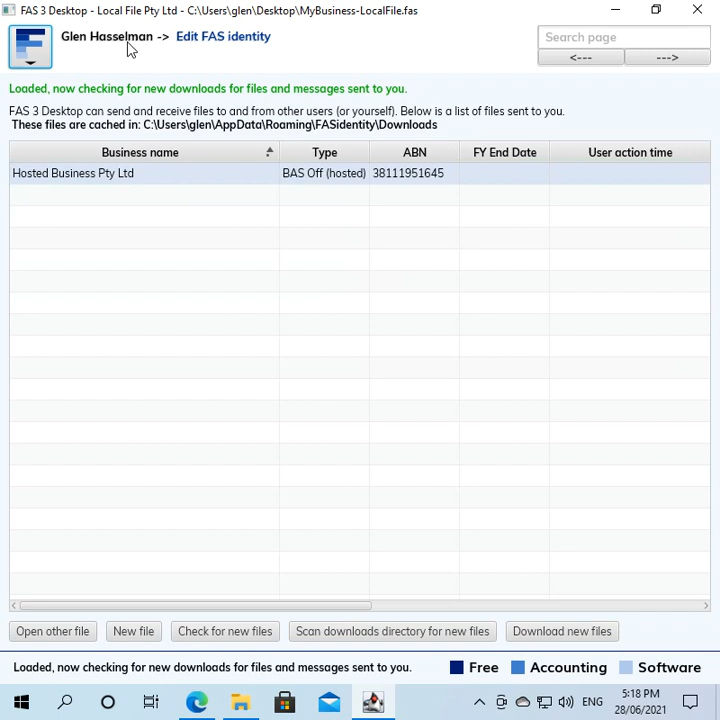 FAS 3 Desktop - Local File Pty Ltd - C:\Users\glen\Desktop\MyBusiness-LocalFile.fas
Glen Hasselman -> Edit FAS identity
Search page
<--- --->
Loaded, now checking for new downloads for files and messages sent to you.
FAS 3 Desktop can send and receive files to and from other users (or yourself). Below is a list of files sent to you.
These files are cached in: C:\Users\glen\AppData\Roaming\FASidentity\Downloads
Business name Type ABN FY End Date User action time
Hosted Business Pty Ltd BAS Off (hosted) 38111951645
Open other file New file Check for new files Scan downloads directory for new files Download new files
Loaded, now checking for new downloads for files and messages sent to you. Free Accounting Software
ENG 5:18 PM
28/06/2021